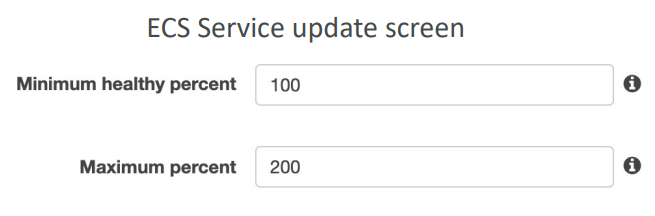 ECS Service update screen
Minimum healthy percent 100
Maximum percent 200